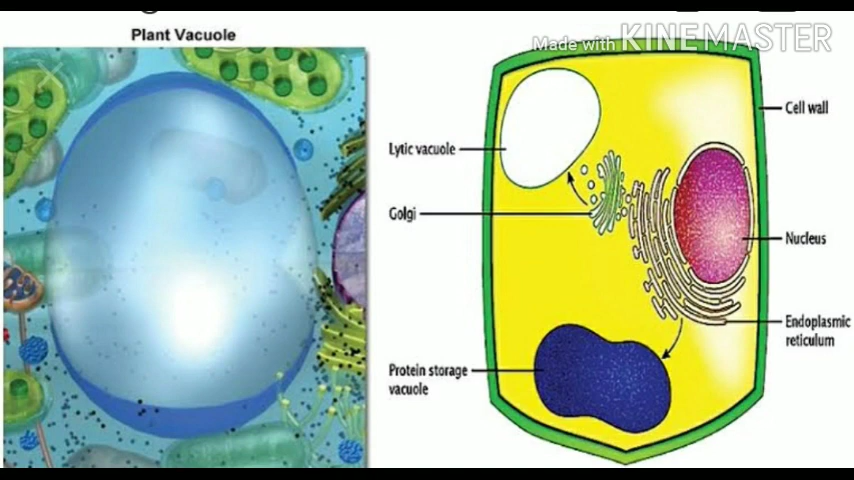 Plant Vacuole
Made with KINEMASTER
Cell wall
Lytic vacuole
Golgi
Nucleus
Endoplasmic
reticulum
Protein storage
vacuole